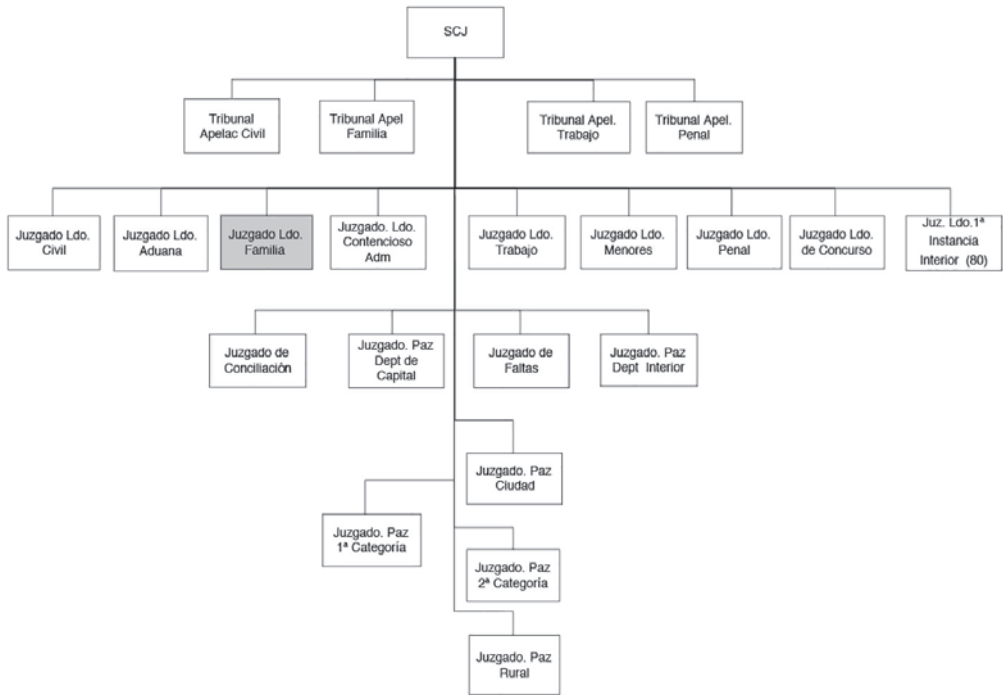 SCJ
Tribunal
Apelac Civil
Tribunal Apel
Familia
Tribunal Apel.
Trabajo
Tribunal Apel.
Penal
Juzgado Ldo.
Civil
Juzgado Ldo.
Aduana
Juzgado Ldo.
Familia
Juzgado. Ldo.
Contencioso
Adm
Juzgado Ldo.
Trabajo
Juzgado Ldo.
Menores
Juzgado Ldo.
Penal
Juzgado Ldo.
de Concurso
Juz. Ldo.1ª
Instancia
Interior (80)
Juzgado de
Conciliación
Juzgado. Paz
Dept de
Capital
Juzgado de
Faltas
Juzgado. Paz
Dept Interior
Juzgado. Paz
Ciudad
Juzgado. Paz
1ª Categoría
Juzgado. Paz
2ª Categoría
Juzgado. Paz
Rural